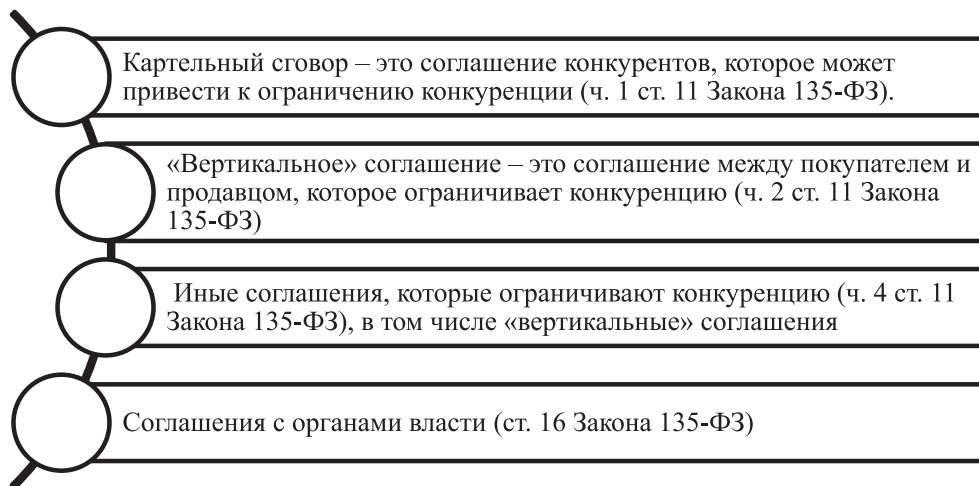 Картельный сговор – это соглашение конкурентов, которое может
привести к ограничению конкуренции (ч. 1 ст. 11 Закона 135-ФЗ).
«Вертикальное» соглашение – это соглашение между покупателем и
продавцом, которое ограничивает конкуренцию (ч. 2 ст. 11 Закона
135-ФЗ)
Иные соглашения, которые ограничивают конкуренцию (ч. 4 ст. 11
Закона 135-ФЗ), в том числе «вертикальные» соглашения
Соглашения с органами власти (ст. 16 Закона 135-ФЗ)